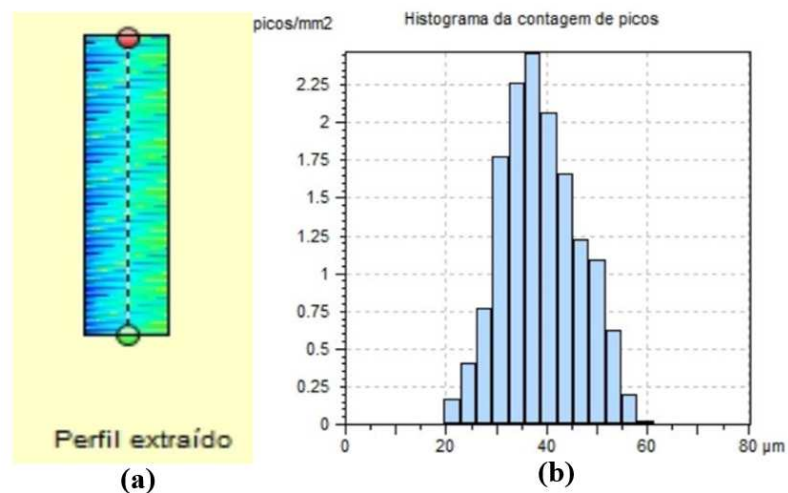 Perfil extraído
(a)
picos/mm2
Histograma da contagem de picos
2.25
2
1.75
1.5
1.25
1
0.75
0.5
0.25
0
0 20 40 60 80 µm
(b)